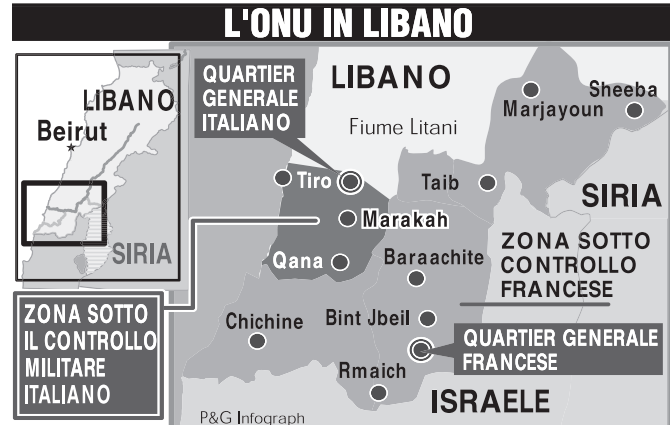 L'ONU IN LIBANO
LIBANO
Beirut
SIRIA
QUARTIER
GENERALE
ITALIANO
LIBANO
Fiume Litani
Marjayoun
Sheeba
Tiro
Taib
SIRIA
Marakah
Qana
Baraachite
ZONA SOTTO
CONTROLLO
FRANCESE
ZONA SOTTO
IL CONTROLLO
MILITARE
ITALIANO
Chichine
Bint Jbeil
QUARTIER GENERALE
FRANCESE
Rmaich
ISRAELE
P&G Infograph